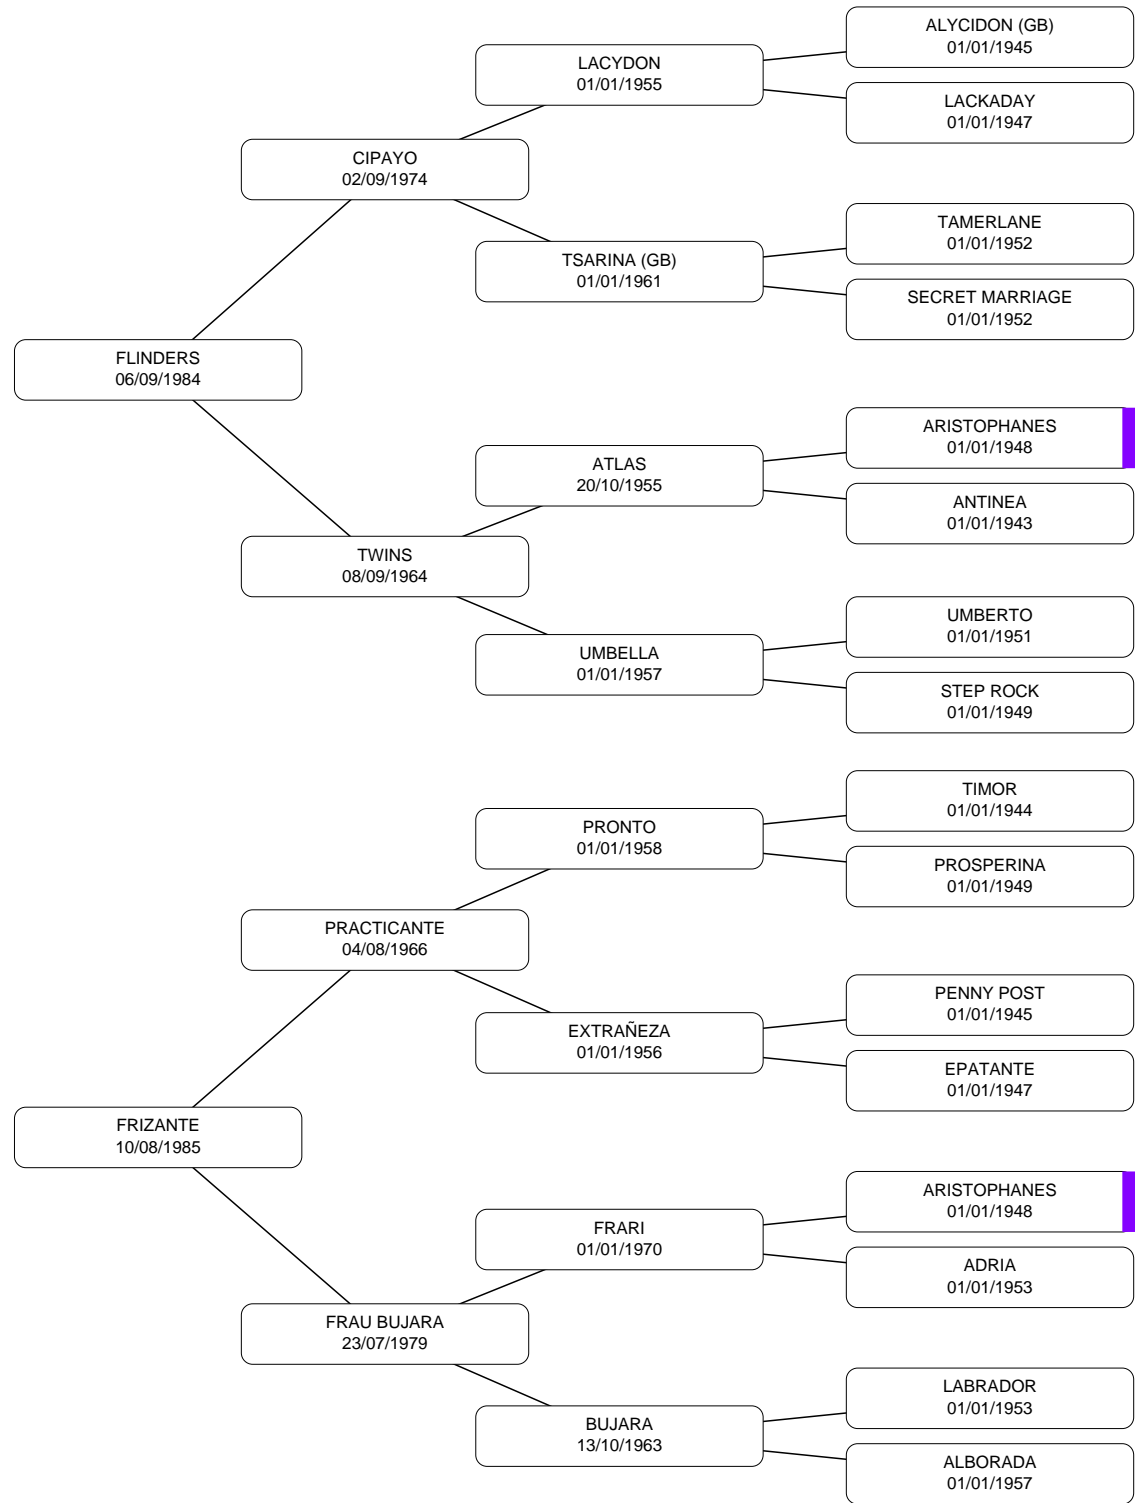 ALYCIDON (GB)
01/01/1945
LACYDON
01/01/1955
LACKADAY
01/01/1947
CIPAYO
02/09/1974
TAMERLANE
01/01/1952
TSARINA (GB)
01/01/1961
SECRET MARRIAGE
01/01/1952
FLINDERS
06/09/1984
ARISTOPHANES
01/01/1948
ATLAS
20/10/1955
ANTINEA
01/01/1943
TWINS
08/09/1964
UMBERTO
01/01/1951
UMBELLA
01/01/1957
STEP ROCK
01/01/1949
TIMOR
01/01/1944
PRONTO
01/01/1958
PROSPERINA
01/01/1949
PRACTICANTE
04/08/1966
PENNY POST
01/01/1945
EXTRAÑEZA
01/01/1956
EPATANTE
01/01/1947
FRIZANTE
10/08/1985
ARISTOPHANES
01/01/1948
FRARI
01/01/1970
ADRIA
01/01/1953
FRAU BUJARA
23/07/1979
LABRADOR
01/01/1953
BUJARA
13/10/1963
ALBORADA
01/01/1957